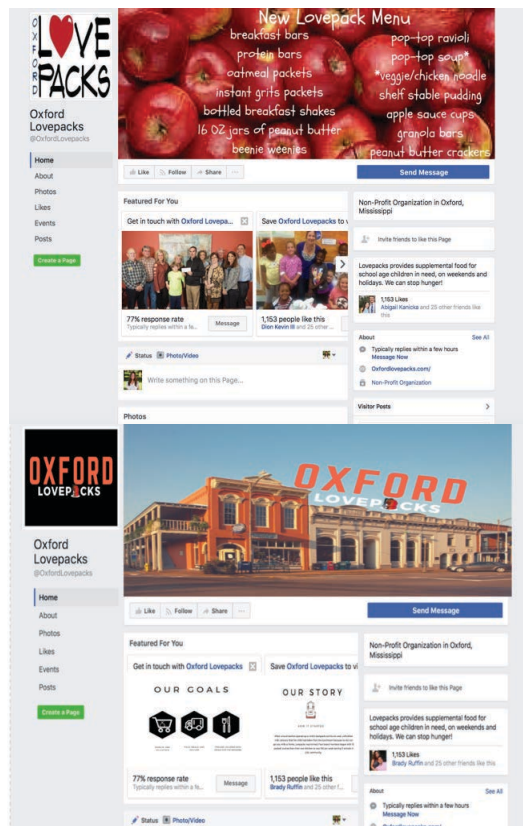 OXFORD
LOVE
PACKS
New Lovepack Menu
breakfast bars
protein bars
oatmeal packets
instant grits packets
bottled breakfast shakes
16 OZ jars of peanut butter
beenie weenies
pop-top ravioli
pop-top soup*
*veggie/chicken noodle
shelf stable pudding
apple sauce cups
granola bars
peanut butter crackers
Oxford
Lovepacks
@OxfordLovepacks
Home
About
Photos
Likes
Events
Posts
Create a Page
Like Follow Share ...
Send Message
Featured For You
Get in touch with Oxford Lovepa...
77% response rate
Typically replies within a fe...
Message
Save Oxford Lovepacks to v
1,153 people like this
Dion Kevin III and 25 other ...
Status Photo/Video
Write something on this Page...
Photos
Non-Profit Organization in Oxford,
Mississippi
Invite friends to like this Page
Lovepacks provides supplemental food for
school age children in need, on weekends and
holidays. We can stop hunger!
1,153 Likes
Abigail Kanicka and 25 other friends like
this
About See All
Typically replies within a few hours
Message Now
Oxfordlovepacks.com/
Non-Profit Organization
Visitor Posts
OXFORD
LOVEPACKS
OXFORD
LOVEPACKS
Oxford
Lovepacks
@OxfordLovepacks
Home
About
Photos
Likes
Events
Posts
Create a Page
Like Follow Share ...
Send Message
Featured For You
Get in touch with Oxford Lovepacks
OUR GOALS
77% response rate
Typically replies within a fe...
Message
Save Oxford Lovepacks to vi
OUR STORY
1,153 people like this
Brady Ruffin and 25 other f...
Status Photo/Video
Non-Profit Organization in Oxford,
Mississippi
Invite friends to like this Page
Lovepacks provides supplemental food for
school age children in need, on weekends and
holidays. We can stop hunger!
1,153 Likes
Brady Ruffin and 25 other friends like this
About See All
Typically replies within a few hours
Message Now